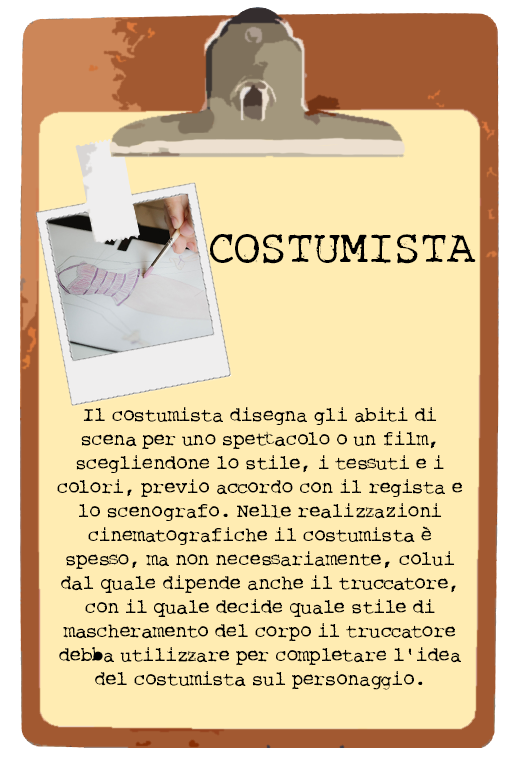 COSTUMISTA
Il costumista disegna gli abiti di
scena per uno spettacolo o un film,
scegliendone lo stile, i tessuti e i
colori, previo accordo con il regista e
lo scenografo. Nelle realizzazioni
cinematografiche il costumista è
spesso, ma non necessariamente, colui
dal quale dipende anche il truccatore,
con il quale decide quale stile di
mascheramento del corpo il truccatore
debba utilizzare per completare l'idea
del costumista sul personaggio.